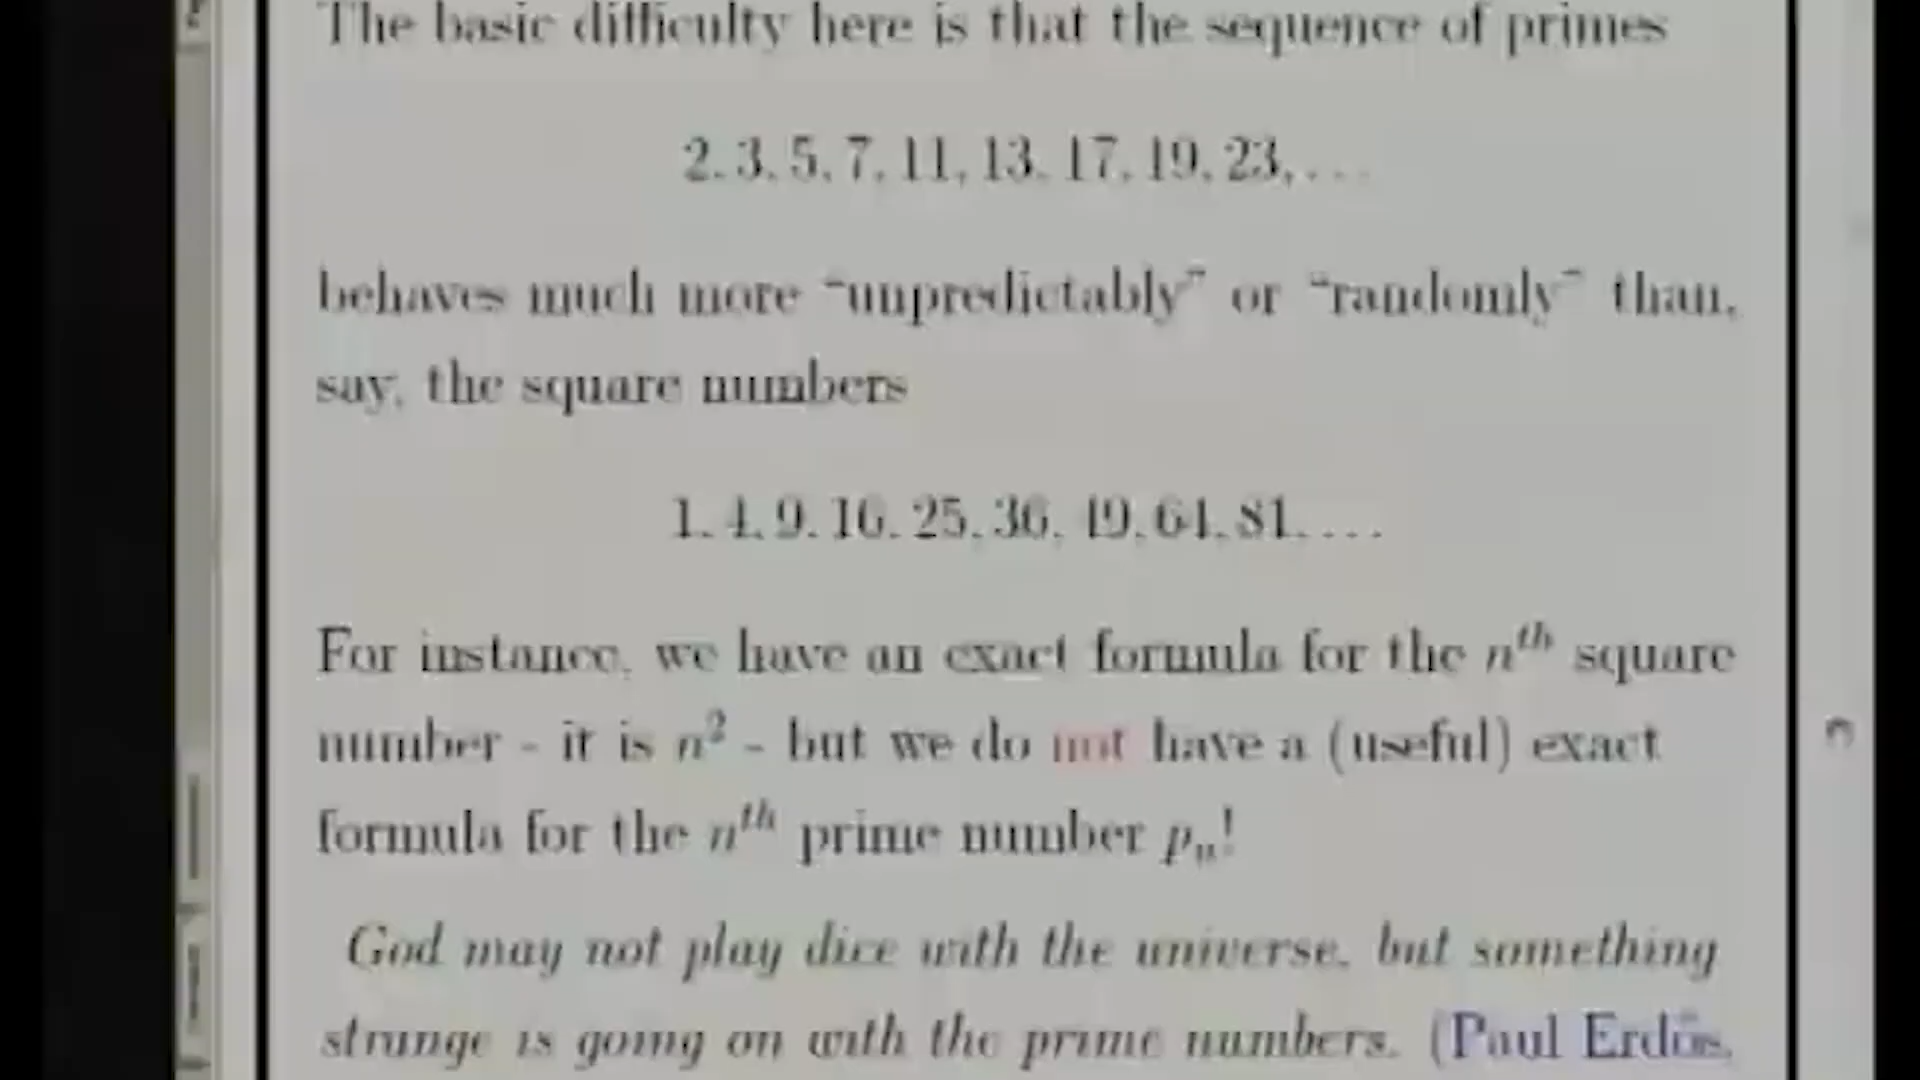 The basic difficulty here is that the sequence of primes
2, 3, 5, 7, 11, 13, 17, 19, 23, . . .
behaves much more “unpredictably” or “randomly” than,
say, the square numbers
1, 4, 9, 16, 25, 36, 49, 64, 81, . . . .
For instance, we have an exact formula for the nᵗʰ square
number - it is n² - but we do not have a (useful) exact
formula for the nᵗʰ prime number pₙ!
God may not play dice with the universe, but something
strange is going on with the prime numbers. (Paul Erdős,